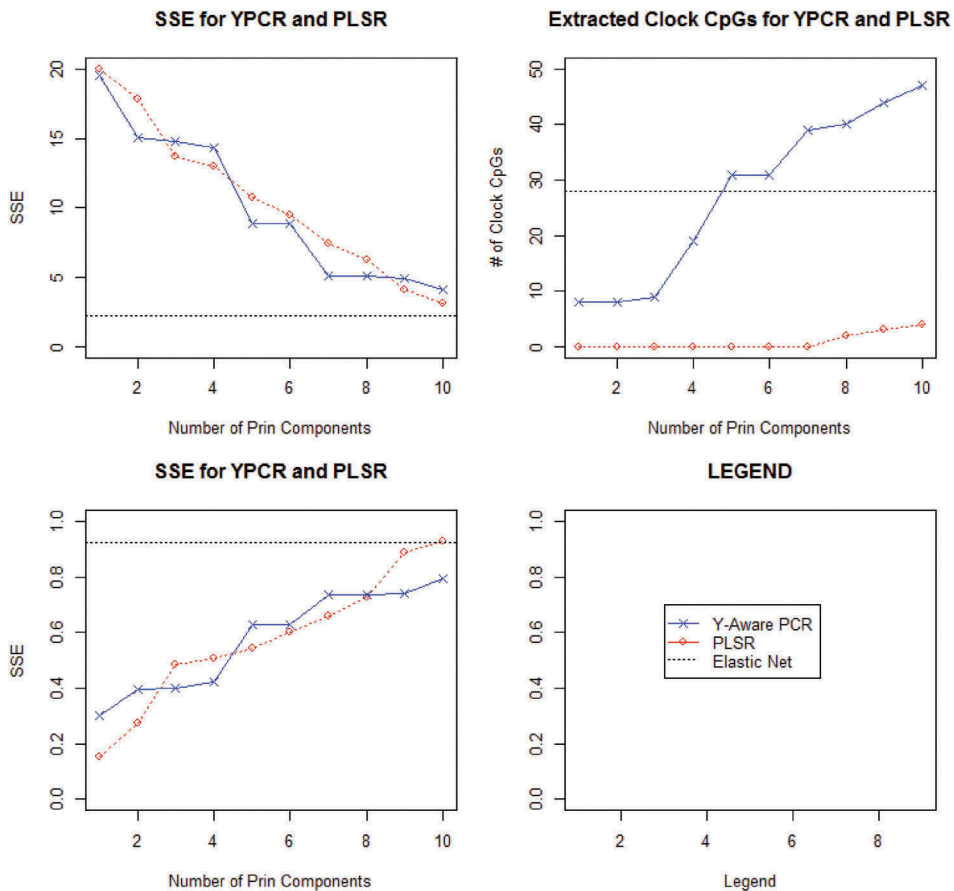 SSE for YPCR and PLSR
SSE
20
15
10
5
0
2 4 6 8 10
Number of Prin Components
Extracted Clock CpGs for YPCR and PLSR
# of Clock CpGs
50
40
30
20
10
0
2 4 6 8 10
Number of Prin Components
SSE for YPCR and PLSR
SSE
1.0
0.8
0.6
0.4
0.2
0.0
2 4 6 8 10
Number of Prin Components
LEGEND
1.0
0.8
0.6
0.4
0.2
0.0
Y-Aware PCR
PLSR
Elastic Net
2 4 6 8
Legend